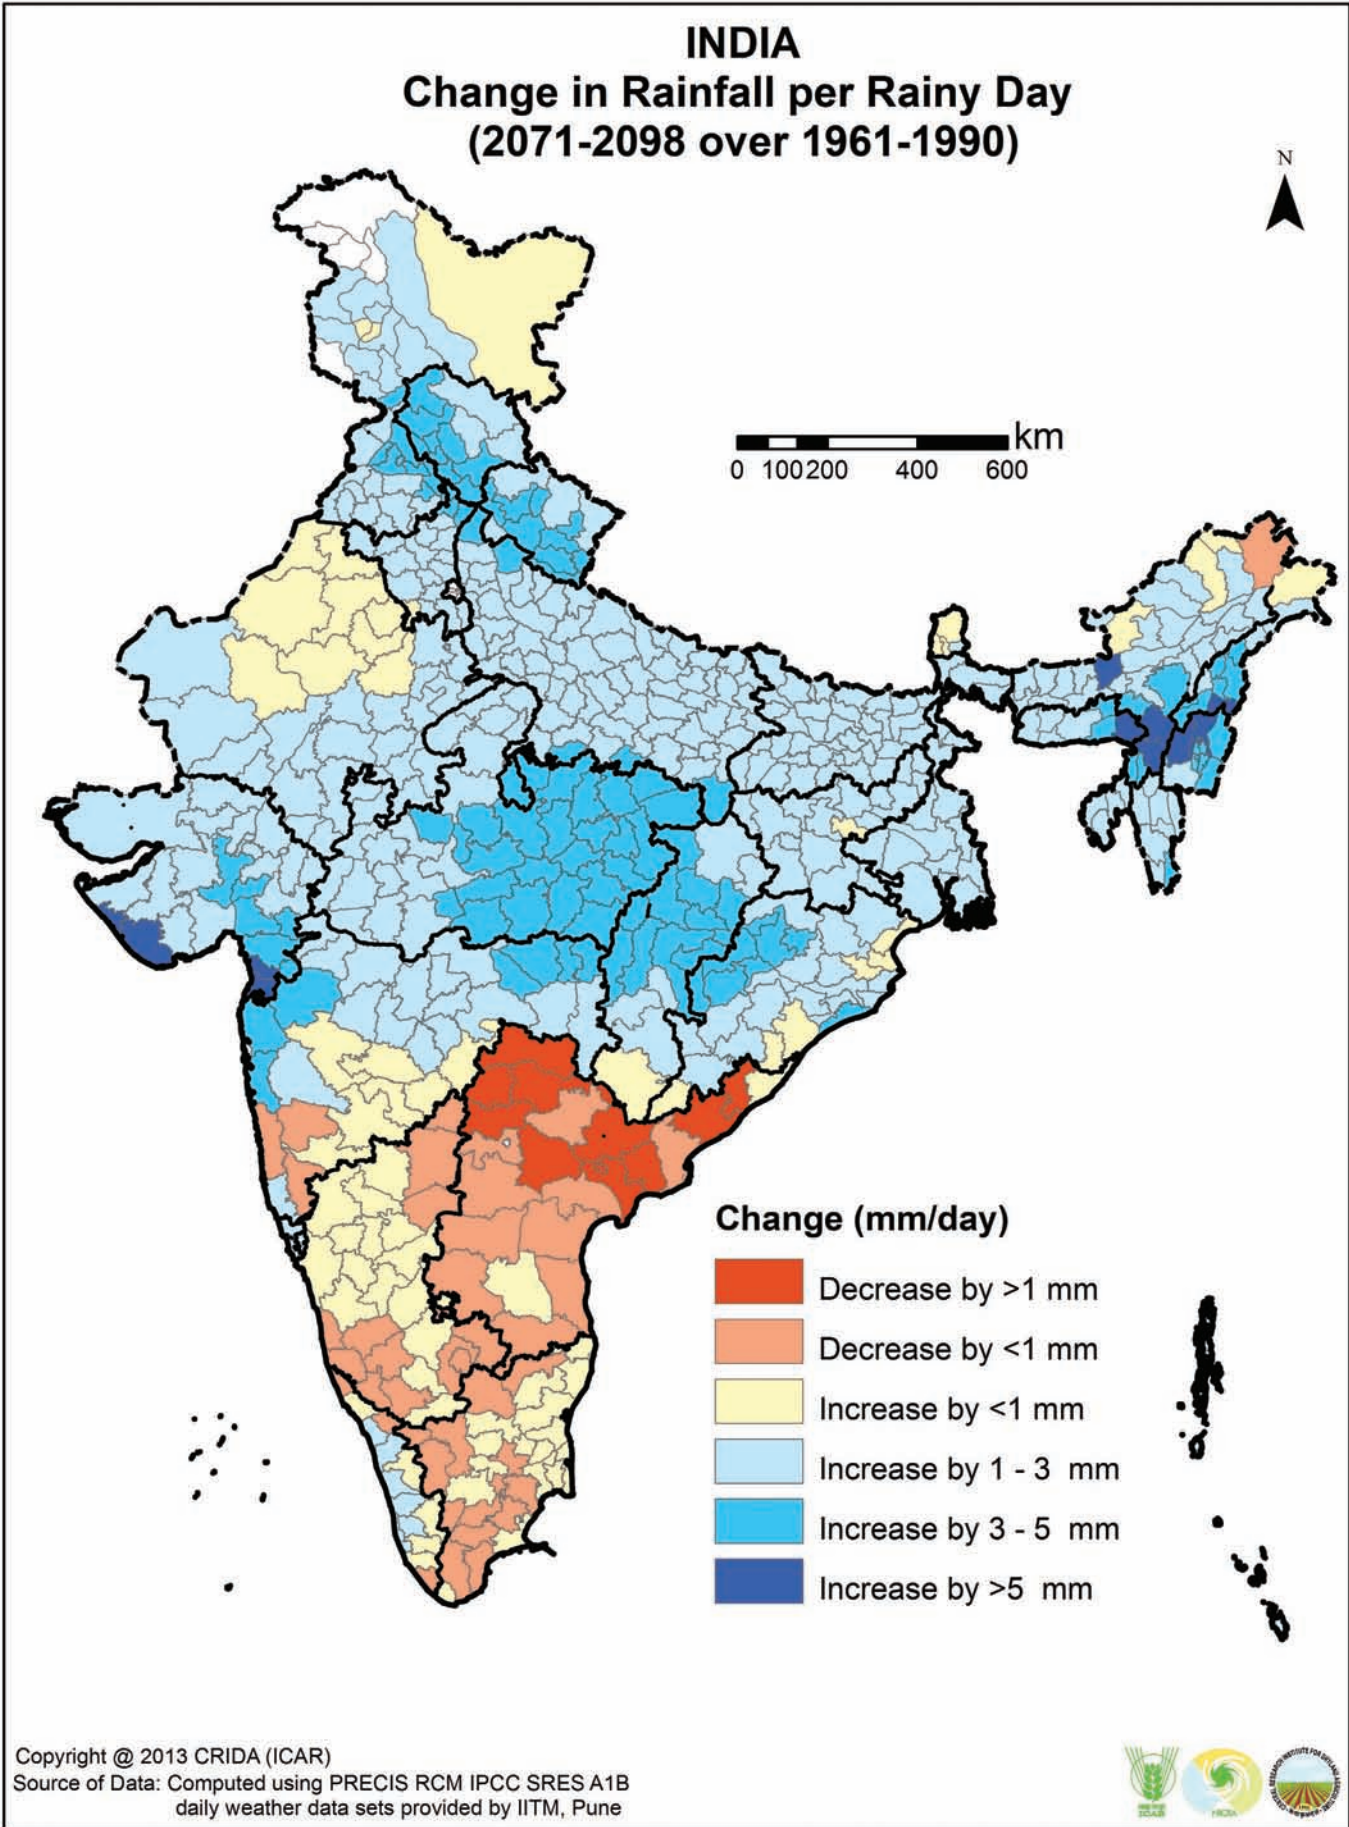 INDIA
Change in Rainfall per Rainy Day
(2071-2098 over 1961-1990)
N
km
0 100 200 400 600
Change (mm/day)
Decrease by >1 mm
Decrease by <1 mm
Increase by <1 mm
Increase by 1 - 3 mm
Increase by 3 - 5 mm
Increase by >5 mm
Copyright @ 2013 CRIDA (ICAR)
Source of Data: Computed using PRECIS RCM IPCC SRES A1B
daily weather data sets provided by IITM, Pune